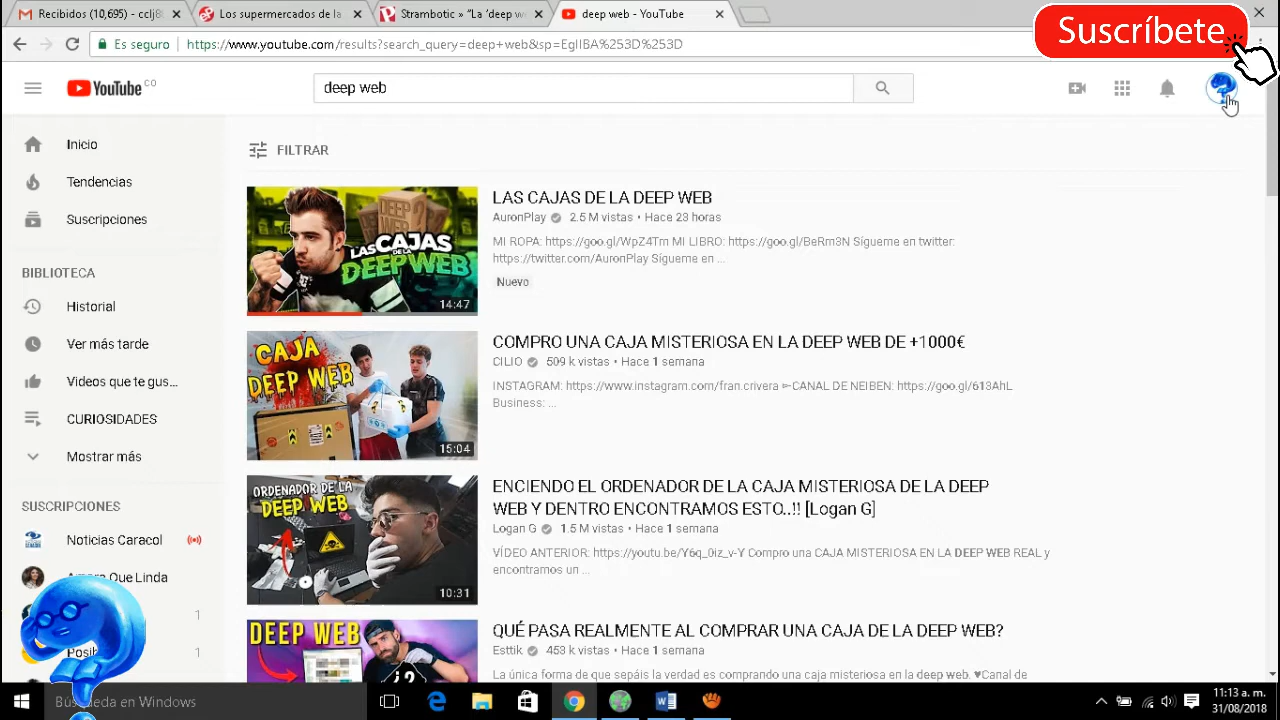 Recibidos (10,695) - ccj8
Los supermercados de la
Strambotic » "La 'deep w
deep web - YouTube
Suscríbete
Es seguro
https://www.youtube.com/results?search_query=deep+web&sp=EgIIBA%253D%253D
YouTube CO
deep web
Inicio
Tendencias
Suscripciones
BIBLIOTECA
Historial
Ver más tarde
Videos que te gus...
CURIOSIDADES
Mostrar más
SUSCRIPCIONES
Noticias Caracol
Que Linda
1
1
FILTRAR
LAS CAJAS DE LA DEEP WEB
14:47
LAS DE LA DEEP WEB
AuronPlay 2.5 M vistas • Hace 23 horas
MI ROPA: https://goo.gl/WpZ4Tm MI LIBRO: https://goo.gl/BeRm3N Sígueme en twitter:
https://twitter.com/AuronPlay Sígueme en ...
Nuevo
CAJA
DEEP WEB
15:04
COMPRO UNA CAJA MISTERIOSA EN LA DEEP WEB DE +1000€
CILIO 509 k vistas • Hace 1 semana
INSTAGRAM: https://www.instagram.com/fran.crivera ➳CANAL DE NEIBEN: https://goo.gl/613AhL
Business: ...
ORDENADOR DE LA
DEEP WEB
10:31
ENCIENDO EL ORDENADOR DE LA CAJA MISTERIOSA DE LA DEEP
WEB Y DENTRO ENCONTRAMOS ESTO..!! [Logan G]
Logan G 1.5 M vistas • Hace 1 semana
VÍDEO ANTERIOR: https://youtu.be/Y6q_0iz_v-Y Compro una CAJA MISTERIOSA EN LA DEEP WEB REAL y
encontramos un ...
DEEP WEB
¿?
QUÉ PASA REALMENTE AL COMPRAR UNA CAJA DE LA DEEP WEB?
Esttik 453 k vistas • Hace 1 semana
La única forma de que sepáis la verdad es comprando una caja misteriosa en la deep web. ♥Canal de
Búsqueda en Windows
11:13 a. m.
31/08/2018